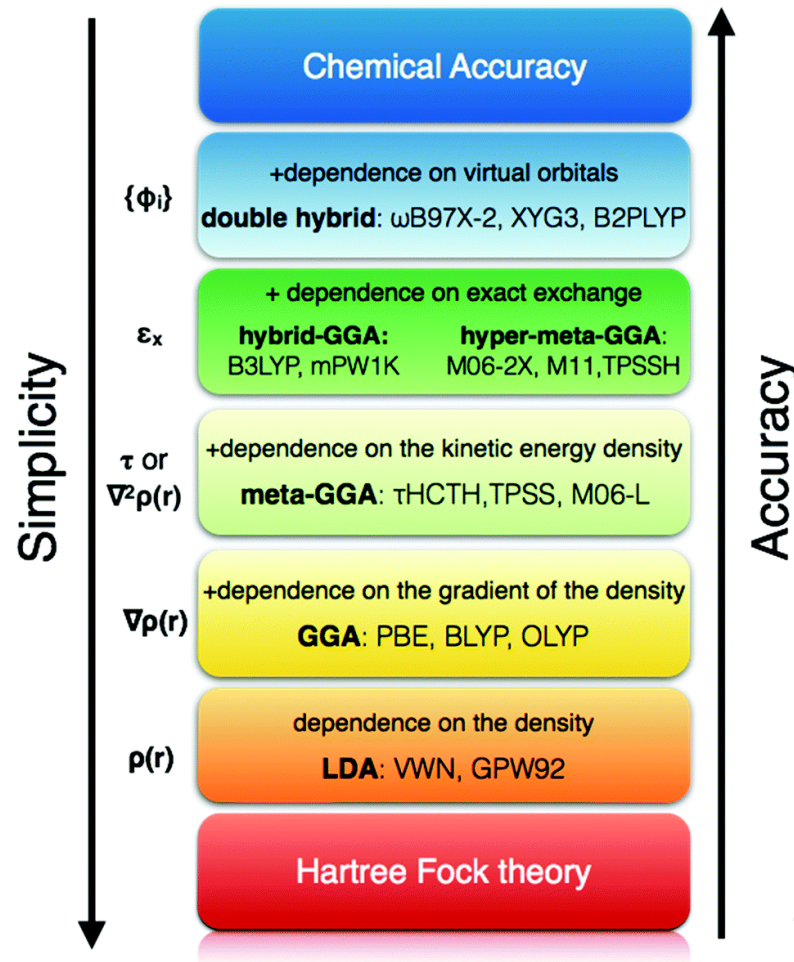 Chemical Accuracy
{ϕi}
+dependence on virtual orbitals
double hybrid: ωB97X-2, XYG3, B2PLYP
εx
+ dependence on exact exchange
hybrid-GGA:
B3LYP, mPW1K
hyper-meta-GGA:
M06-2X, M11,TPSSH
τ or
∇²ρ(r)
+dependence on the kinetic energy density
meta-GGA: τHCTH,TPSS, M06-L
∇ρ(r)
+dependence on the gradient of the density
GGA: PBE, BLYP, OLYP
ρ(r)
dependence on the density
LDA: VWN, GPW92
Hartree Fock theory
Simplicity
Accuracy